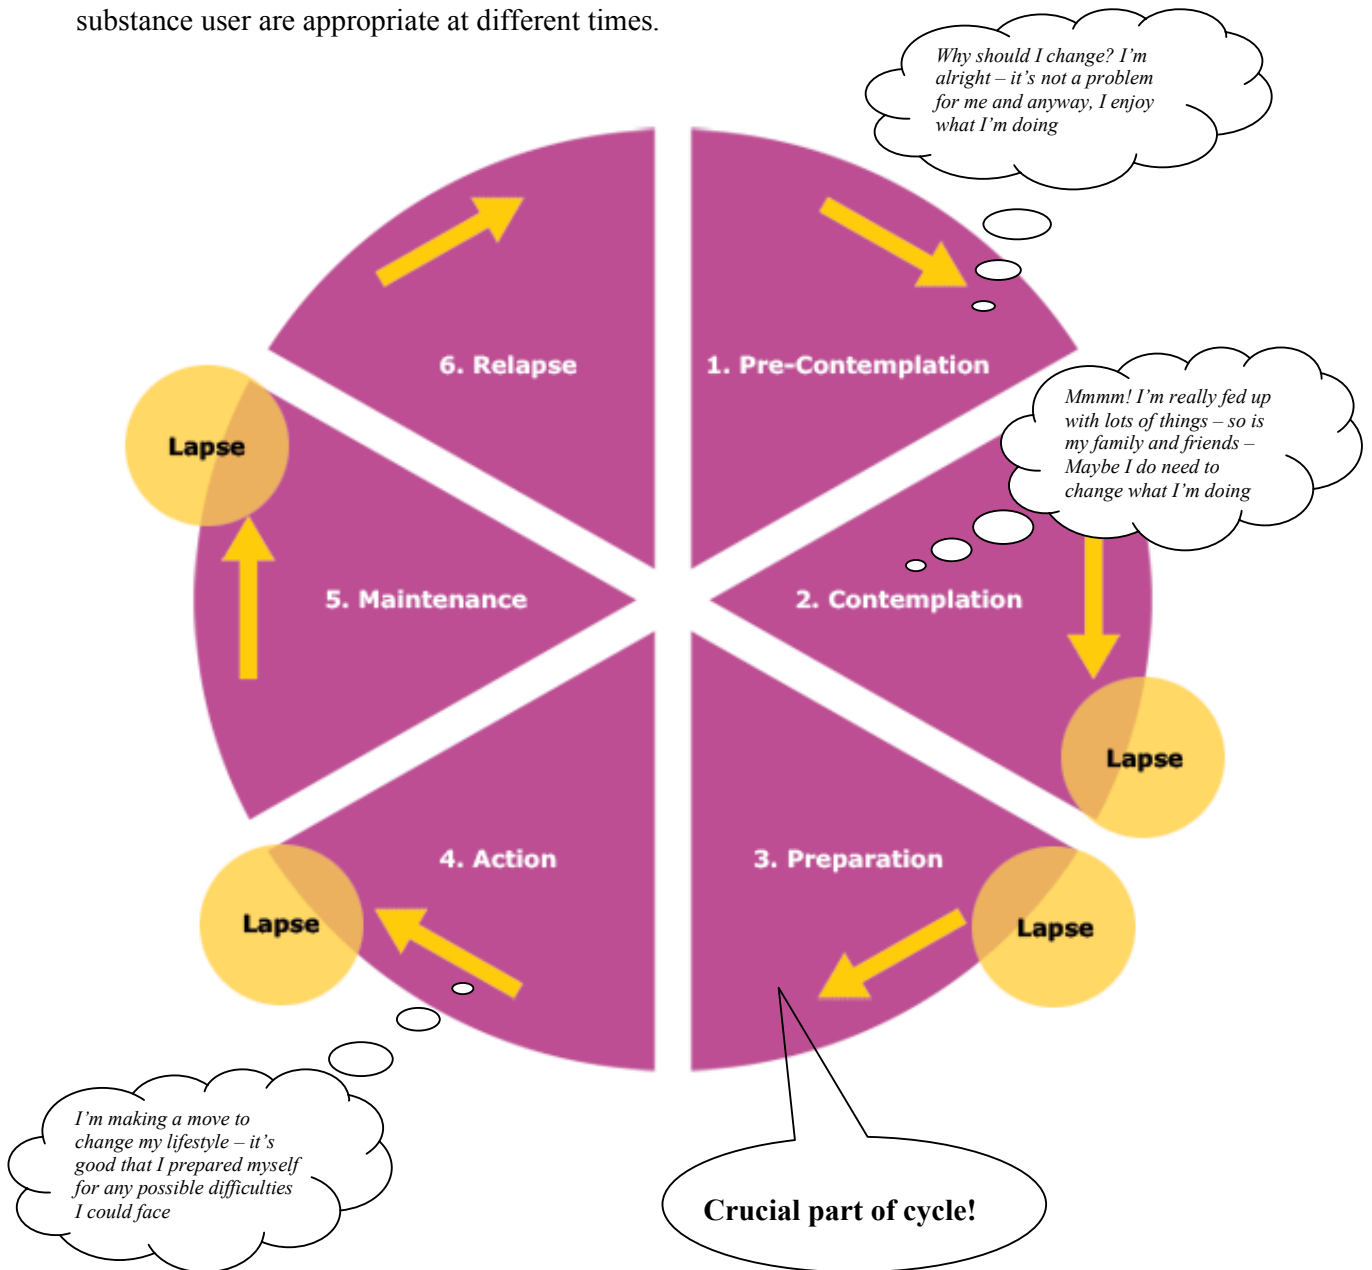 substance user are appropriate at different times.
Why should I change? I’m
alright – it’s not a problem
for me and anyway, I enjoy
what I’m doing
6. Relapse
1. Pre-Contemplation
Mmmm! I’m really fed up
with lots of things – so is
my family and friends –
Maybe I do need to
change what I’m doing
Lapse
5. Maintenance
2. Contemplation
Lapse
4. Action
3. Preparation
Lapse
Lapse
I’m making a move to
change my lifestyle – it’s
good that I prepared myself
for any possible difficulties
I could face
Crucial part of cycle!